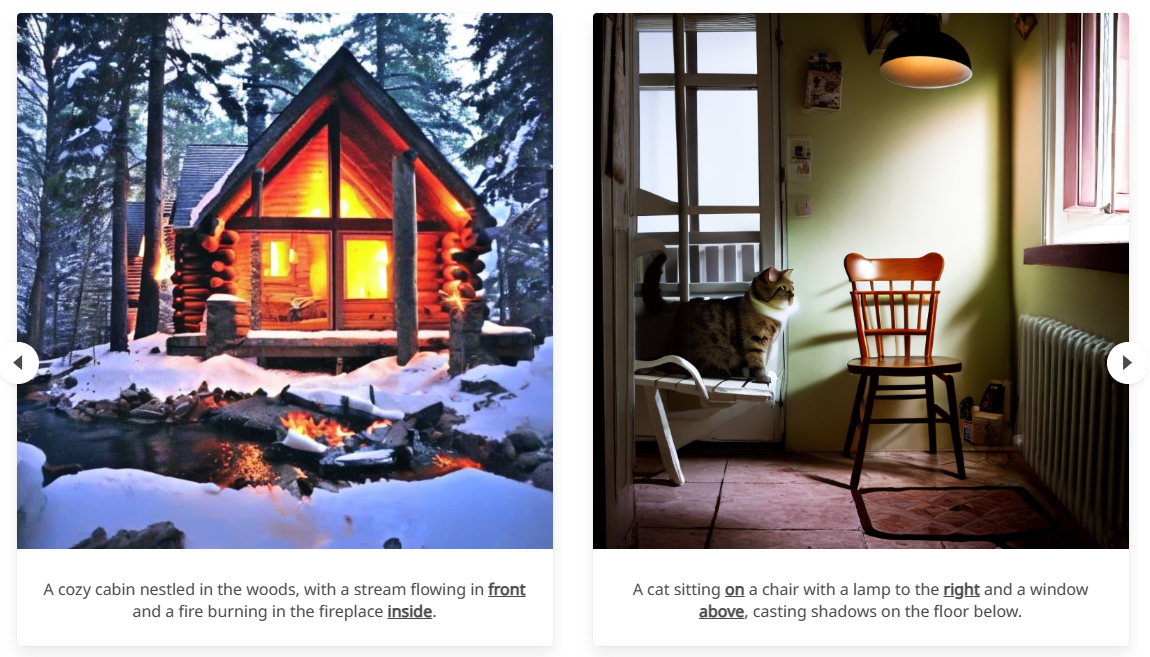 A cozy cabin nestled in the woods, with a stream flowing in front
and a fire burning in the fireplace inside.
A cat sitting on a chair with a lamp to the right and a window
above, casting shadows on the floor below.